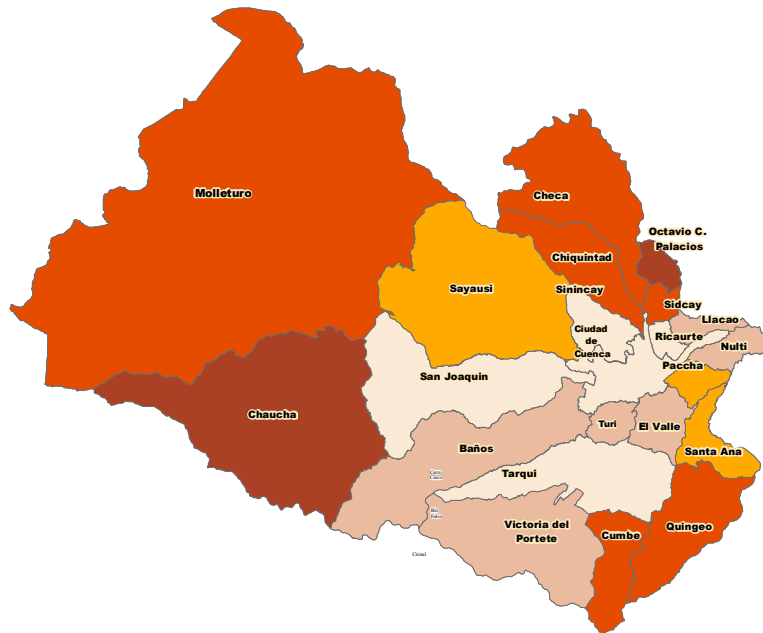 Molleturo
Checa
Octavio C.
Palacios
Chiquintad
Sayausi
Sinincay
Sidcay
Llacao
Ciudad
de
Cuenca
Ricaurte
Nulti
Paccha
San Joaquin
Chaucha
Turi
El Valle
Baños
Santa Ana
Tarqui
Victoria del
Portete
Cumbe
Quingeo
Cristal